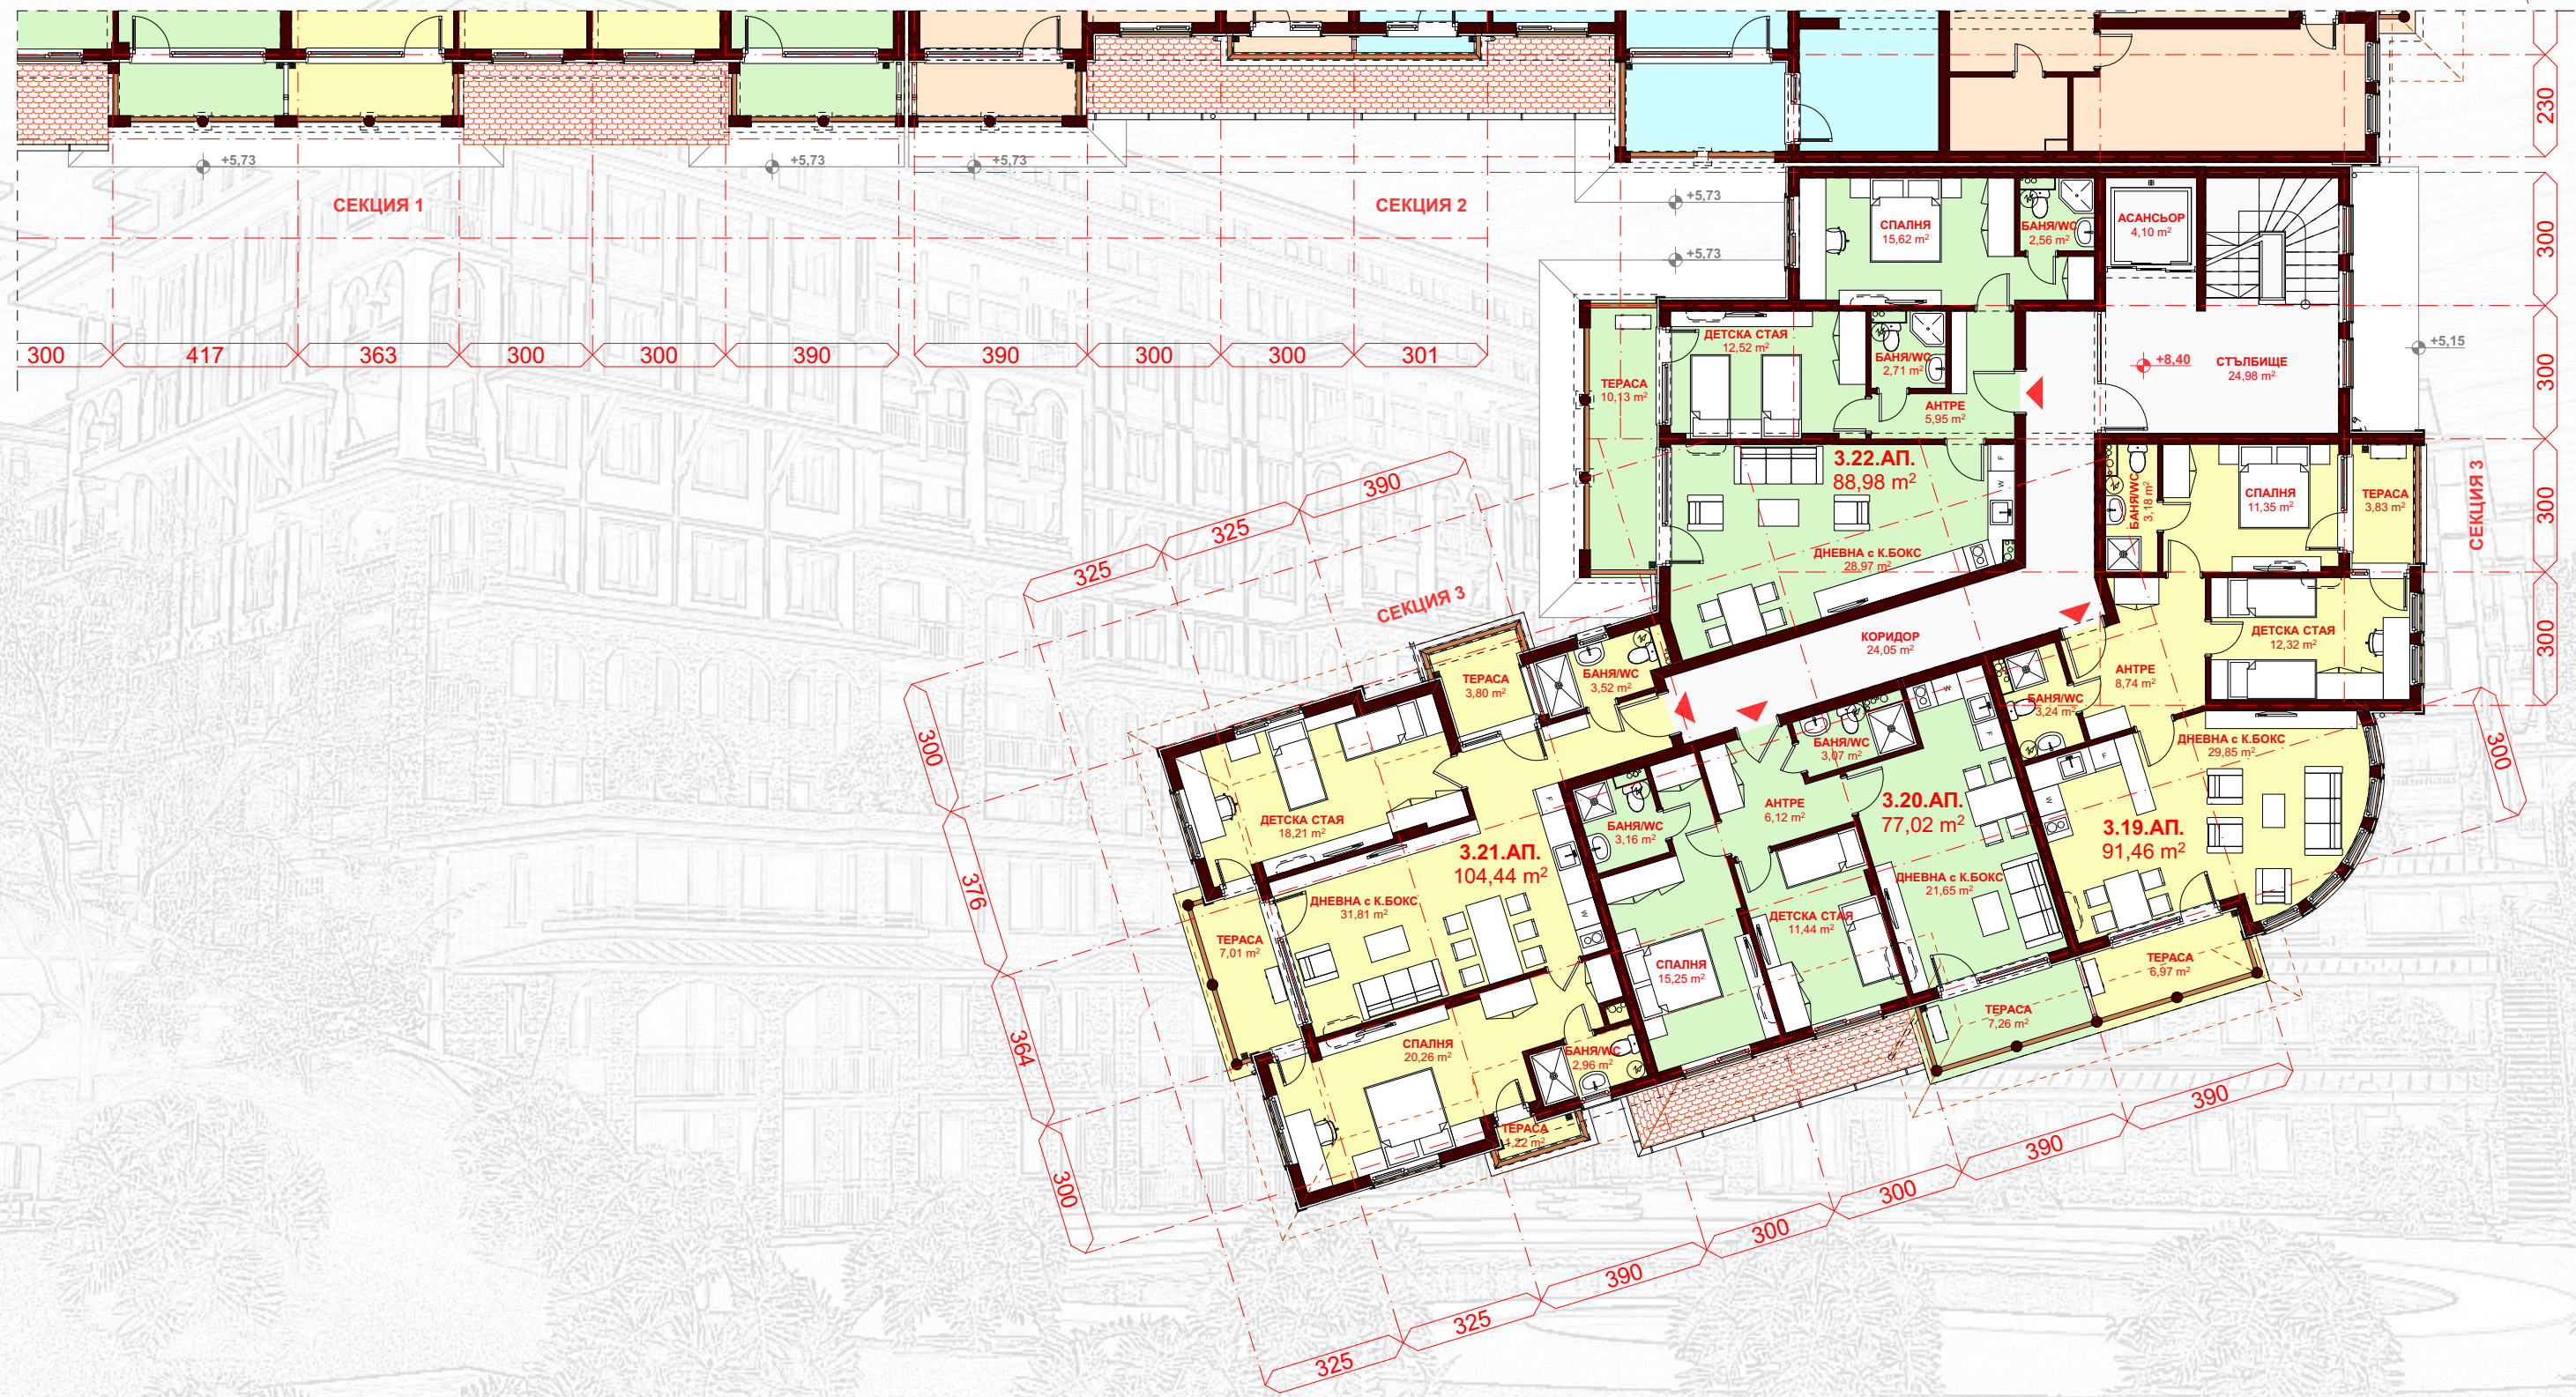 230
+5,73
+5,73
+5,73
+5,73
+5,73
СЕКЦИЯ 1
СЕКЦИЯ 2
300
417
363
300
300
390
390
300
300
301
СПАЛНЯ
15,62 m²
БАНЯ/WC
2,56 m²
АСАНСЬОР
4,10 m²
300
ДЕТСКА СТАЯ
12,52 m²
БАНЯ/WC
2,71 m²
ТЕРАСА
10,13 m²
АНТРЕ
5,95 m²
+8,40
СТЪЛБИЩЕ
24,98 m²
+5,15
300
3.22.АП.
88,98 m²
F
W
ДНЕВНА с К.БОКС
28,97 m²
БАНЯ/WC
3,18 m²
СПАЛНЯ
11,35 m²
ТЕРАСА
3,83 m²
СЕКЦИЯ 3
300
390
325
325
СЕКЦИЯ 3
КОРИДОР
24,05 m²
АНТРЕ
8,74 m²
ДЕТСКА СТАЯ
12,32 m²
300
ТЕРАСА
3,80 m²
БАНЯ/WC
3,52 m²
БАНЯ/WC
3,07 m²
W
F
БАНЯ/WC
3,24 m²
ДНЕВНА с К.БОКС
29,85 m²
300
300
ДЕТСКА СТАЯ
18,21 m²
F
БАНЯ/WC
3,16 m²
АНТРЕ
6,12 m²
3.20.АП.
77,02 m²
F
W
3.19.АП.
91,46 m²
376
3.21.АП.
104,44 m²
ДНЕВНА с К.БОКС
31,81 m²
W
ДНЕВНА с К.БОКС
21,65 m²
ДЕТСКА СТАЯ
11,44 m²
ТЕРАСА
7,01 m²
СПАЛНЯ
15,25 m²
ТЕРАСА
6,97 m²
ТЕРАСА
7,26 m²
364
СПАЛНЯ
20,26 m²
БАНЯ/WC
2,96 m²
ТЕРАСА
1,22 m²
300
390
390
300
300
390
325
325